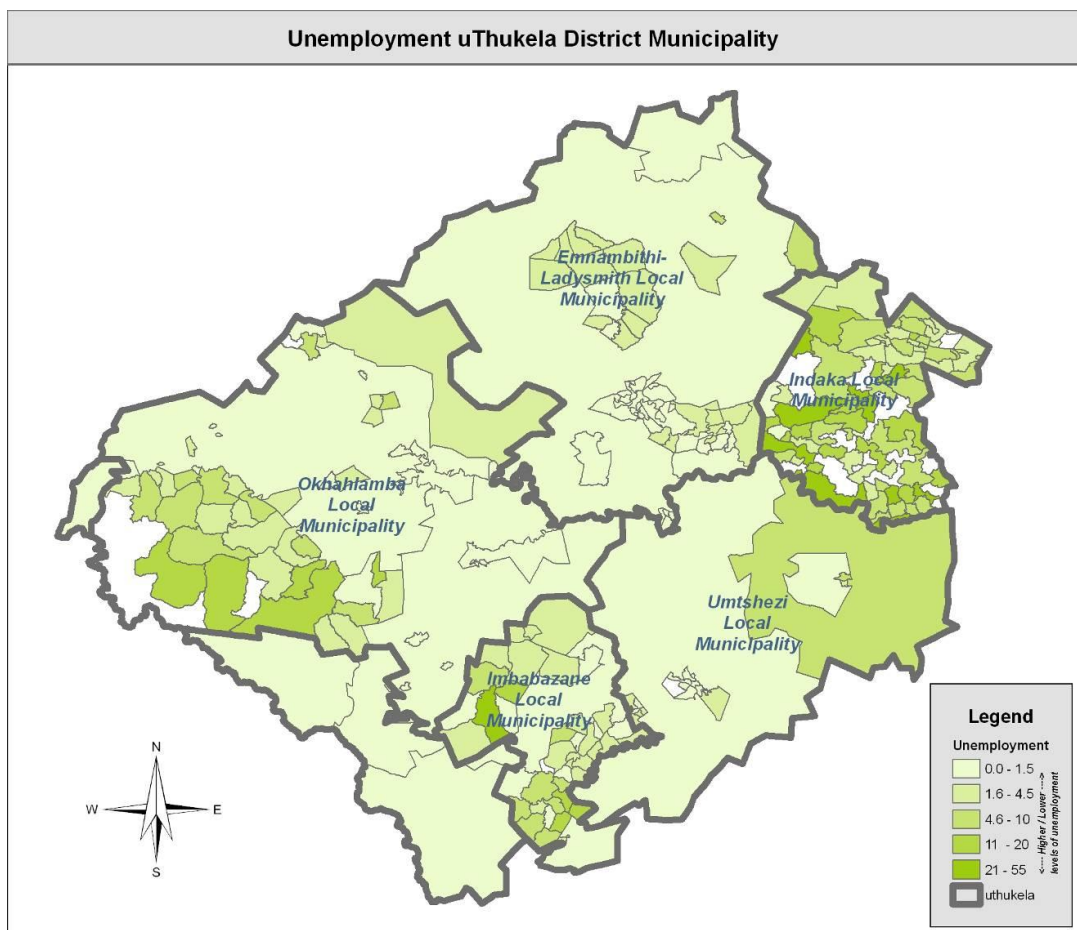 Unemployment uThukela District Municipality
Emnambithi-
Ladysmith Local
Municipality
Indaka Local
Municipality
Okhahlamba
Local
Municipality
Umtshezi
Local
Municipality
Imbabazane
Local
Municipality
N
W
E
S
Legend
Unemployment
0.0 - 1.5
1.6 - 4.5
4.6 - 10
11 - 20
21 - 55
uthukela
<---- Higher / Lower ---->
levels of unemployment